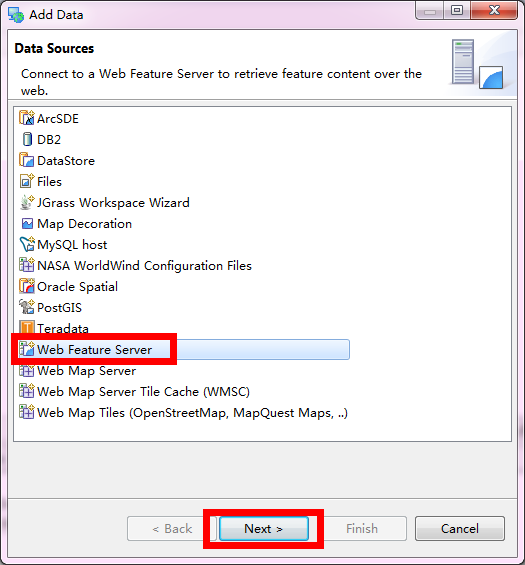 Add Data
Data Sources
Connect to a Web Feature Server to retrieve feature content over the
web.
ArcSDE
DB2
DataStore
Files
JGrass Workspace Wizard
Map Decoration
MySQL host
NASA WorldWind Configuration Files
Oracle Spatial
PostGIS
Teradata
Web Feature Server
Web Map Server
Web Map Server Tile Cache (WMSC)
Web Map Tiles (OpenStreetMap, MapQuest Maps, ..)
< Back Next > Finish Cancel